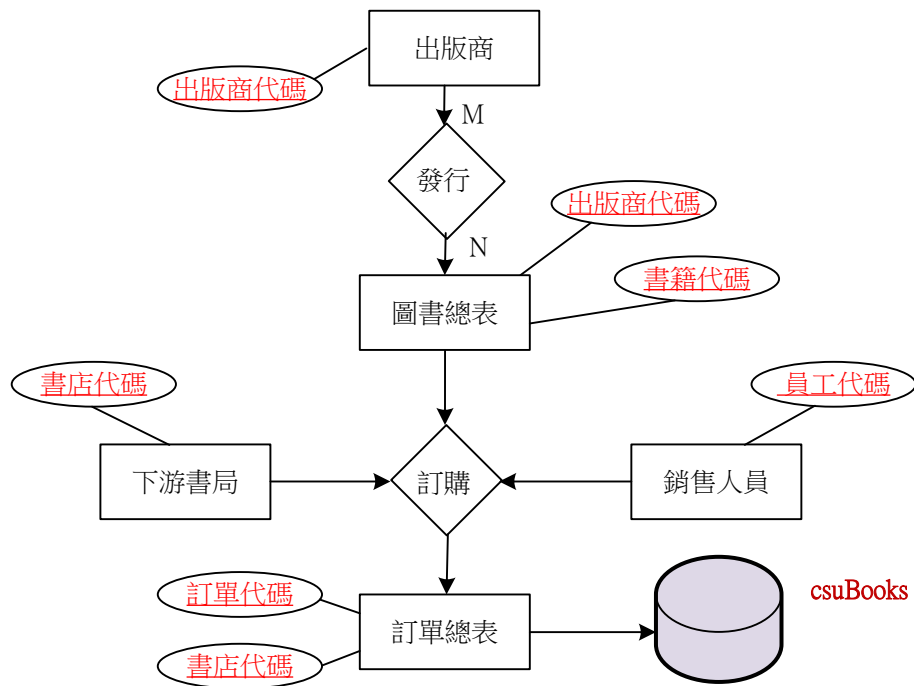 出版商
出版商代碼
M
發行
出版商代碼
N
書籍代碼
圖書總表
書店代碼
員工代碼
下游書局
訂購
銷售人員
訂單代碼
csuBooks
訂單總表
書店代碼